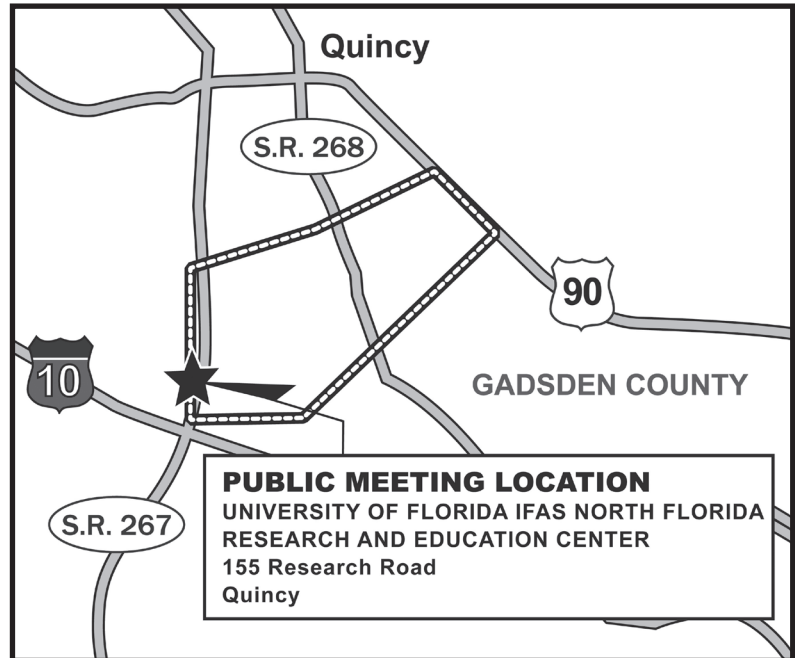 Quincy
S.R. 268
90
10
GADSDEN COUNTY
S.R. 267
PUBLIC MEETING LOCATION
UNIVERSITY OF FLORIDA IFAS NORTH FLORIDA
RESEARCH AND EDUCATION CENTER
155 Research Road
Quincy